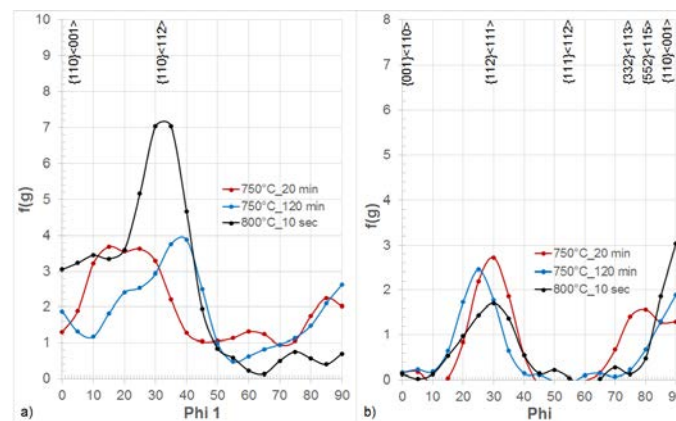 10
9
8
7
6
5
4
3
2
1
0
f(g)
{110}<001>
{110}<112>
750°C_20 min
750°C_120 min
800°C_10 sec
0 10 20 30 40 50 60 70 80 90
a) Phi 1
8
7
6
5
4
3
2
1
0
f(g)
{001}<110>
{112}<111>
{111}<112>
{332}<113>
{552}<115>
{110}<001>
750°C_20 min
750°C_120 min
800°C_10 sec
0 10 20 30 40 50 60 70 80 90
b) Phi